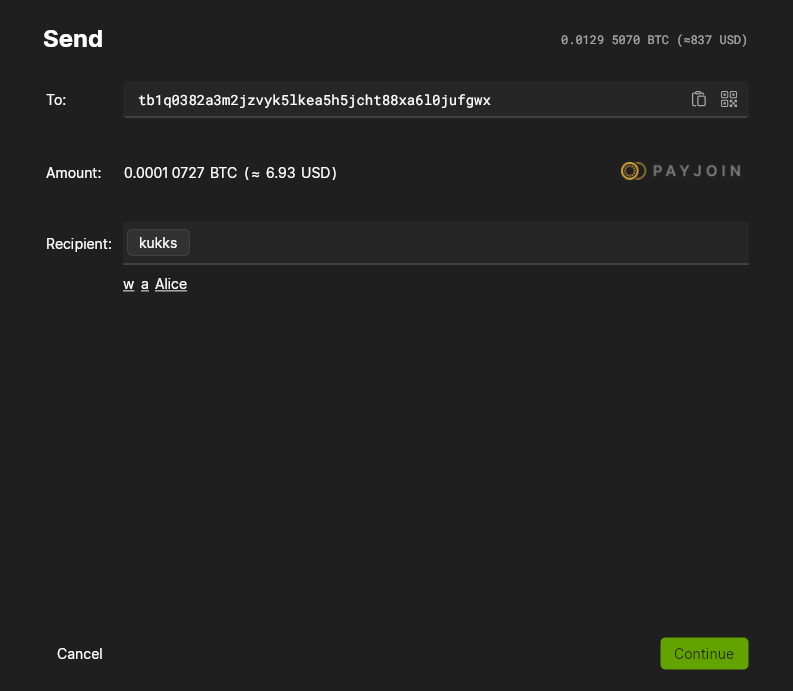 Send
0.0129 5070 BTC (≈837 USD)
To:
tb1q0382a3m2jzvyk5lkea5h5jcht88xa6l0jufgwx
Amount:
0.0001 0727 BTC (≈ 6.93 USD)
PAYJOIN
Recipient:
kukks
w a Alice
Cancel
Continue